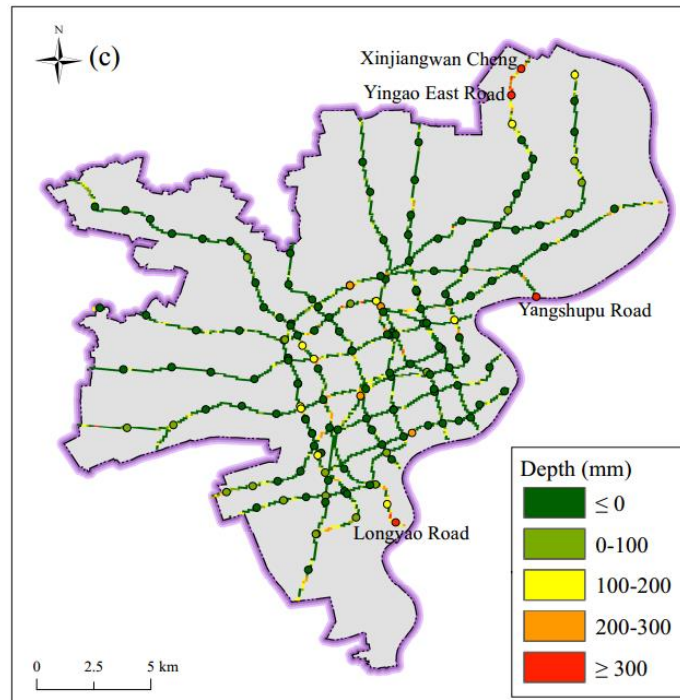 N
(c)
Xinjiangwan Cheng
Yingao East Road
Yangshupu Road
Longyao Road
Depth (mm)
≤ 0
0-100
100-200
200-300
≥ 300
0 2.5 5 km